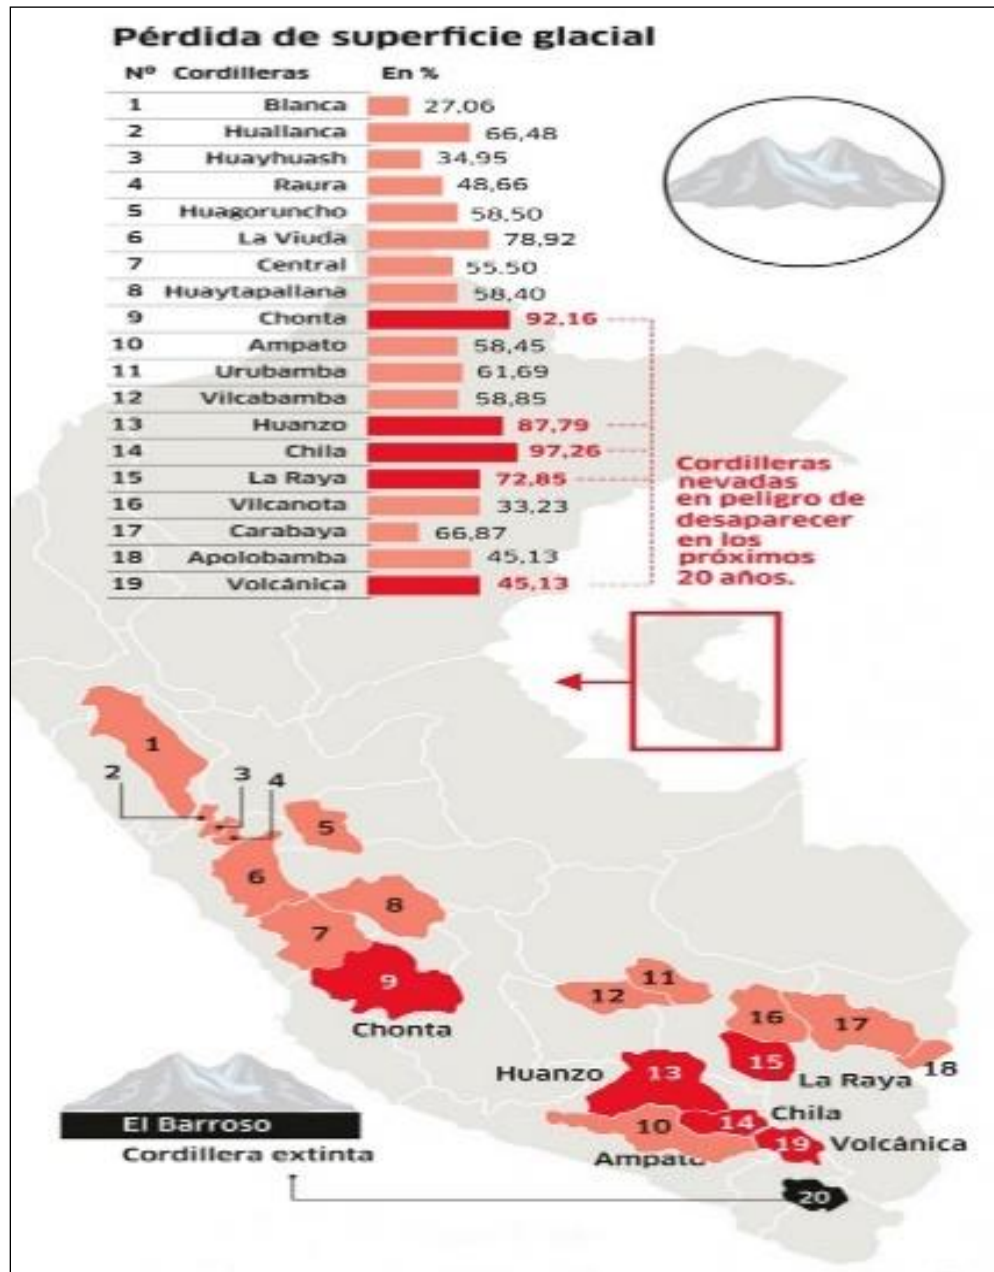 Pérdida de superficie glacial
Nº Cordilleras En %
1 Blanca 27,06
2 Huallanca 66,48
3 Huayhuash 34,95
4 Raura 48,66
5 Huagoruncho 58,50
6 La Viuda 78,92
7 Central 55.50
8 Huaytapallana 58,40
9 Chonta 92,16
10 Ampato 58,45
11 Urubamba 61,69
12 Vilcabamba 58,85
13 Huanzo 87,79
14 Chila 97,26
15 La Raya 72,85
16 Vilcanota 33,23
17 Carabaya 66,87
18 Apolobamba 45,13
19 Volcánica 45,13
Cordilleras
nevadas
en peligro de
desaparecer
en los
próximos
20 años.
1
2
3
4
5
6
7
8
9
Chonta
11
12
16
17
18
15
La Raya
Huanzo
13
Chila
14
10
Ampato
19
Volcánica
20
El Barroso
Cordillera extinta